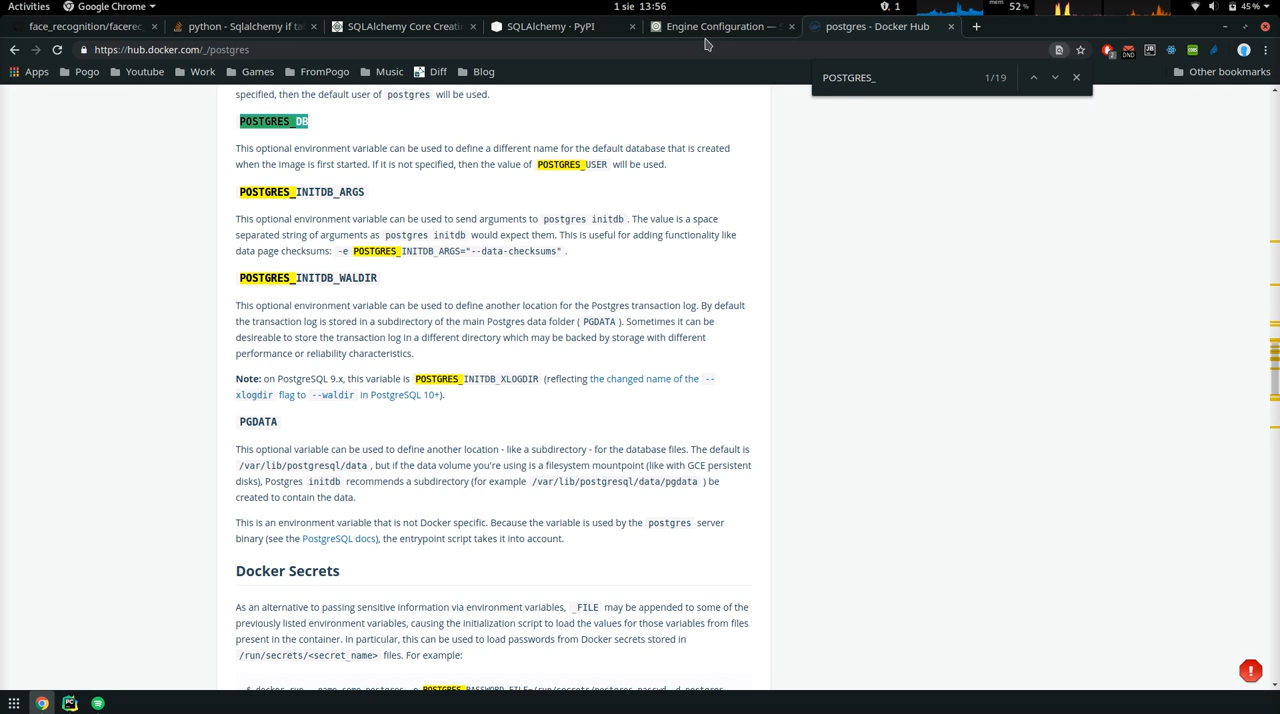 Activities
Google Chrome
1 sie 13:56
1
mem
52 %
45 %
face_recognition/facerec
python - Sqlalchemy if ta
SQLAlchemy Core Creatin
SQLAlchemy · PyPI
Engine Configuration — S
postgres - Docker Hub
https://hub.docker.com/_/postgres
2
DND
Apps
Pogo
Youtube
Work
Games
FromPogo
Music
Diff
Blog
Other bookmarks
POSTGRES_
1/19
specified, then the default user of postgres will be used.
POSTGRES_DB
This optional environment variable can be used to define a different name for the default database that is created
when the image is first started. If it is not specified, then the value of POSTGRES_USER will be used.
POSTGRES_INITDB_ARGS
This optional environment variable can be used to send arguments to postgres initdb. The value is a space
separated string of arguments as postgres initdb would expect them. This is useful for adding functionality like
data page checksums: -e POSTGRES_INITDB_ARGS="--data-checksums".
POSTGRES_INITDB_WALDIR
This optional environment variable can be used to define another location for the Postgres transaction log. By default
the transaction log is stored in a subdirectory of the main Postgres data folder (PGDATA). Sometimes it can be
desireable to store the transaction log in a different directory which may be backed by storage with different
performance or reliability characteristics.
Note: on PostgreSQL 9.x, this variable is POSTGRES_INITDB_XLOGDIR (reflecting the changed name of the --
xlogdir flag to --waldir in PostgreSQL 10+).
PGDATA
This optional variable can be used to define another location - like a subdirectory - for the database files. The default is
/var/lib/postgresql/data, but if the data volume you're using is a filesystem mountpoint (like with GCE persistent
disks), Postgres initdb recommends a subdirectory (for example /var/lib/postgresql/data/pgdata ) be
created to contain the data.
This is an environment variable that is not Docker specific. Because the variable is used by the postgres server
binary (see the PostgreSQL docs), the entrypoint script takes it into account.
Docker Secrets
As an alternative to passing sensitive information via environment variables, _FILE may be appended to some of the
previously listed environment variables, causing the initialization script to load the values for those variables from files
present in the container. In particular, this can be used to load passwords from Docker secrets stored in
/run/secrets/<secret_name> files. For example:
$ docker run --name some-postgres -e POSTGRES_PASSWORD_FILE=/run/secrets/postgres-passwd -d postgres